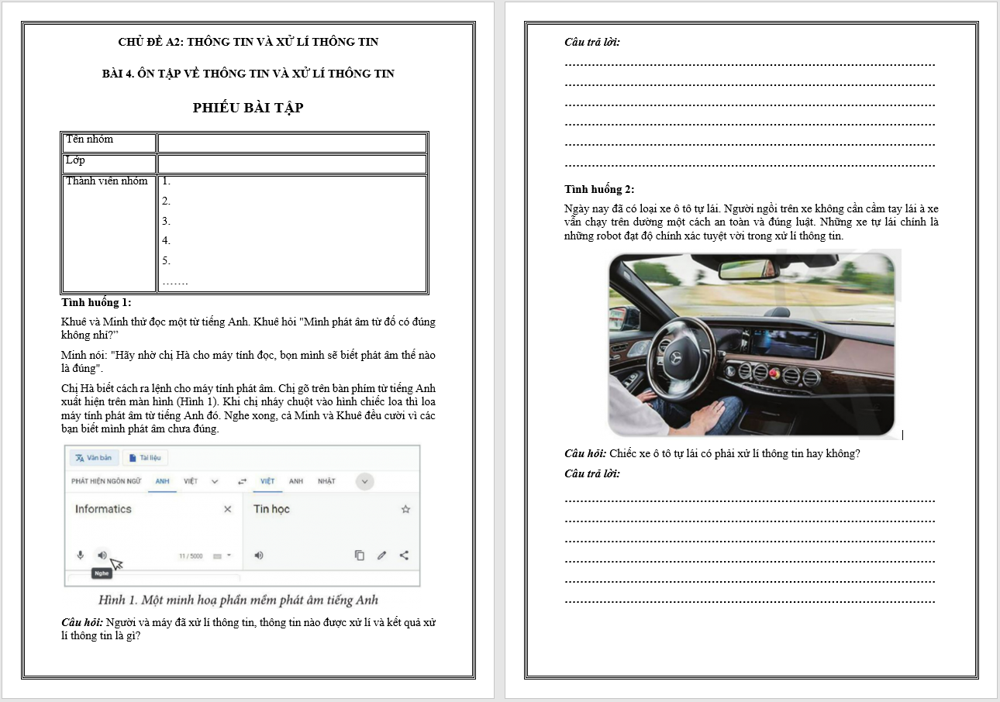 CHỦ ĐỀ A2: THÔNG TIN VÀ XỬ LÍ THÔNG TIN
BÀI 4. ÔN TẬP VỀ THÔNG TIN VÀ XỬ LÍ THÔNG TIN
PHIẾU BÀI TẬP
Tên nhóm
Lớp
Thành viên nhóm
1.
2.
3.
4.
5.
…….
Tình huống 1:
Khuê và Minh thử đọc một từ tiếng Anh. Khuê hỏi "Mình phát âm từ đố có đúng
không nhỉ?"
Minh nói: "Hãy nhờ chị Hà cho máy tính đọc, bọn mình sẽ biết phát âm thế nào
là đúng".
Chị Hà biết cách ra lệnh cho máy tính phát âm. Chị gõ trên bàn phím từ tiếng Anh
xuất hiện trên màn hình (Hình 1). Khi chị nháy chuột vào hình chiếc loa thì loa
máy tính phát âm từ tiếng Anh đó. Nghe xong, cả Minh và Khuê đều cười vì các
bạn biết mình phát âm chưa đúng.
Văn bản Tài liệu
PHÁT HIỆN NGÔN NGỮ ANH VIỆT VIỆT ANH NHẬT
Informatics Tin học
11 / 5000
Nghe
Hình 1. Một minh hoạ phần mềm phát âm tiếng Anh
Câu hỏi: Người và máy đã xử lí thông tin, thông tin nào được xử lí và kết quả xử
lí thông tin là gì?
Câu trả lời:
Tình huống 2:
Ngày nay đã có loại xe ô tô tự lái. Người ngồi trên xe không cần cầm tay lái à xe
vẫn chạy trên dường một cách an toàn và đúng luật. Những xe tự lái chính là
những robot đạt độ chính xác tuyệt vời trong xử lí thông tin.
Câu hỏi: Chiếc xe ô tô tự lái có phải xử lí thông tin hay không?
Câu trả lời: